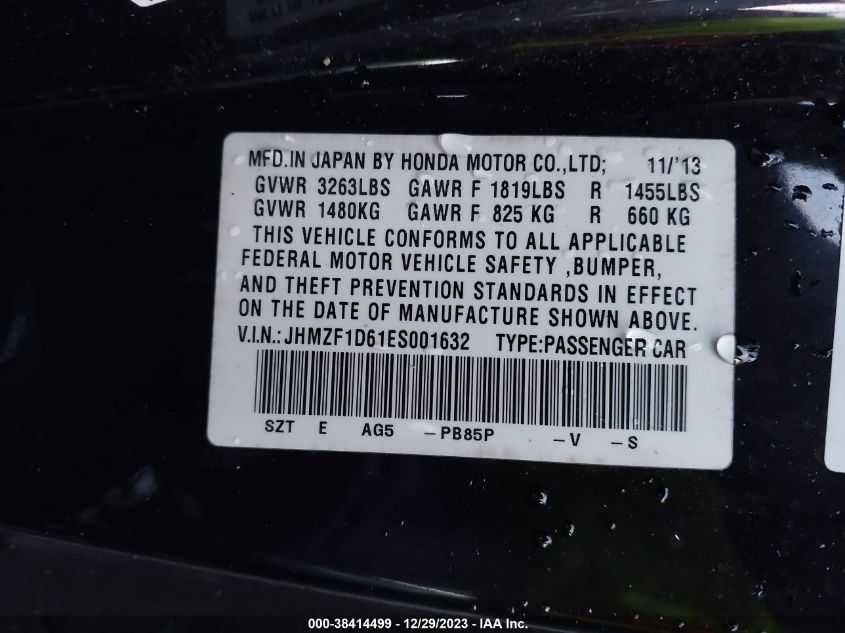 MFD.IN JAPAN BY HONDA MOTOR CO.,LTD; 11/'13
GVWR 3263LBS GAWR F 1819LBS R 1455LBS
GVWR 1480KG GAWR F 825 KG R 660 KG
THIS VEHICLE CONFORMS TO ALL APPLICABLE
FEDERAL MOTOR VEHICLE SAFETY ,BUMPER,
AND THEFT PREVENTION STANDARDS IN EFFECT
ON THE DATE OF MANUFACTURE SHOWN ABOVE.
V.I.N.:JHMZF1D61ES001632 TYPE:PASSENGER CAR
SZT E AG5 -PB85P -V -S
000-38414499 - 12/29/2023 - IAA Inc.